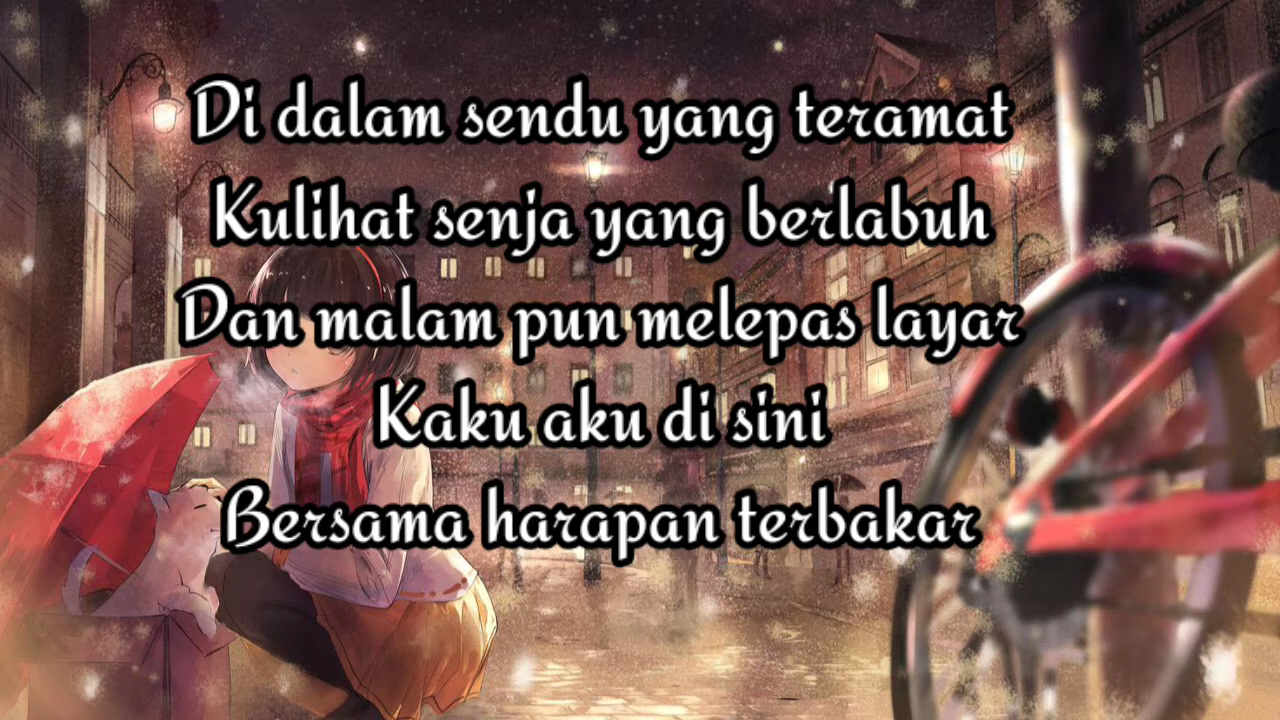 Di dalam sendu yang teramat
Kulihat senja yang berlabuh
Dan malam pun melepas layar
Kaku aku di sini
Bersama harapan terbakar